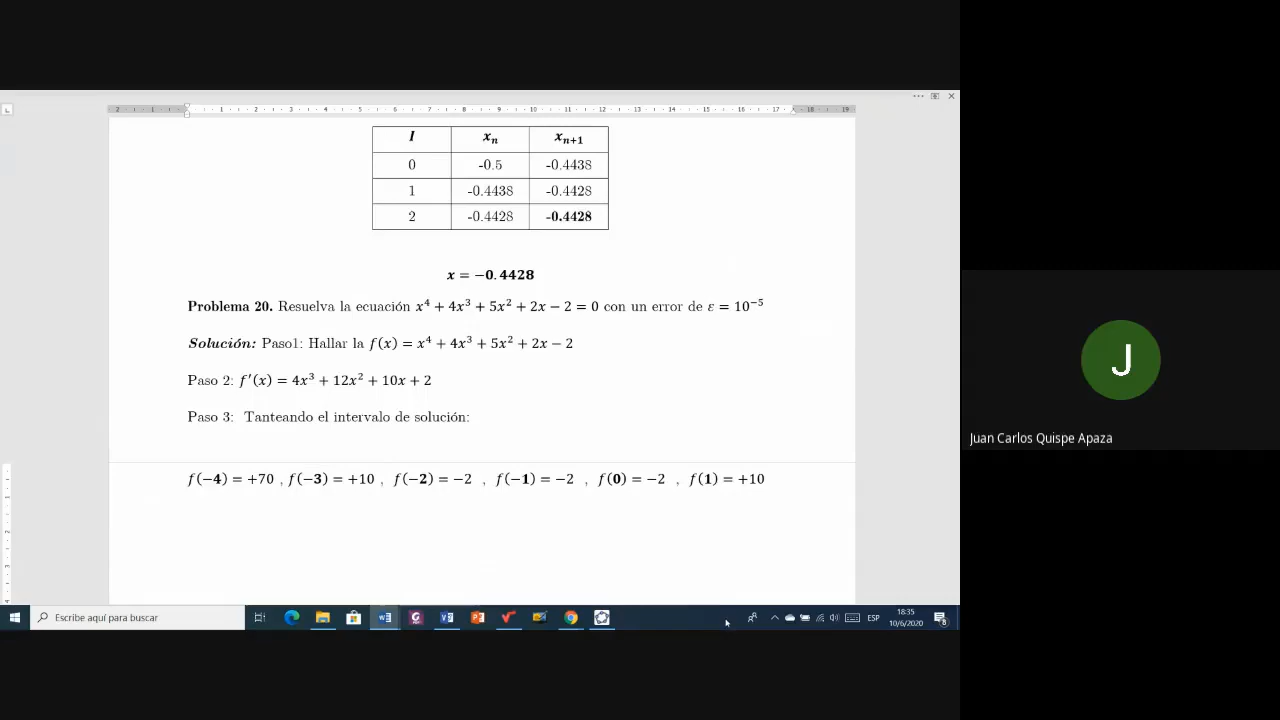 I xₙ xₙ₊₁
0 -0.5 -0.4438
1 -0.4438 -0.4428
2 -0.4428 -0.4428
x = −0.4428
Problema 20. Resuelva la ecuación x⁴ + 4x³ + 5x² + 2x − 2 = 0 con un error de ε = 10⁻⁵
Solución: Paso1: Hallar la f(x) = x⁴ + 4x³ + 5x² + 2x − 2
Paso 2: f′(x) = 4x³ + 12x² + 10x + 2
Paso 3: Tanteando el intervalo de solución:
f(−4) = +70 , f(−3) = +10 , f(−2) = −2 , f(−1) = −2 , f(0) = −2 , f(1) = +10
Juan Carlos Quispe Apaza
J
Escribe aquí para buscar
ESP
18:35
10/6/2020